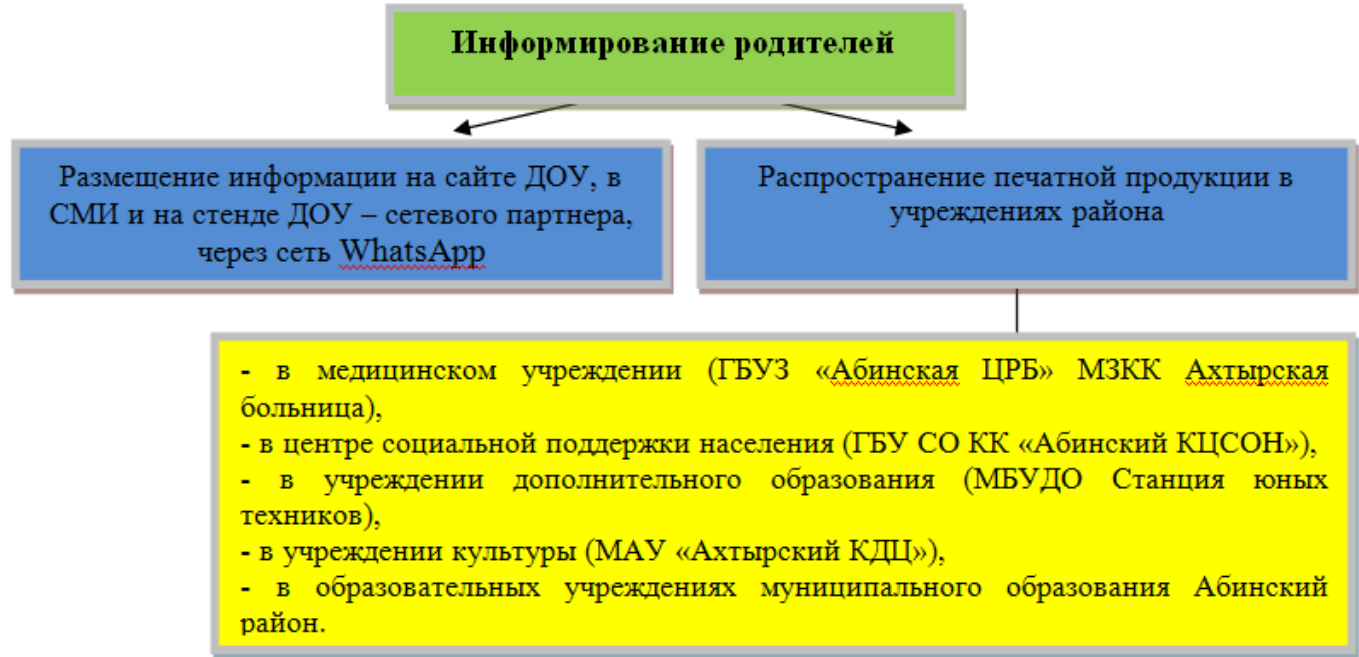 Информирование родителей
Размещение информации на сайте ДОУ, в
СМИ и на стенде ДОУ – сетевого партнера,
через сеть WhatsApp
Распространение печатной продукции в
учреждениях района
- в медицинском учреждении (ГБУЗ «Абинская ЦРБ» МЗКК Ахтырская
больница),
- в центре социальной поддержки населения (ГБУ СО КК «Абинский КЦСОН»),
- в учреждении дополнительного образования (МБУДО Станция юных
техников),
- в учреждении культуры (МАУ «Ахтырский КДЦ»),
- в образовательных учреждениях муниципального образования Абинский
район.